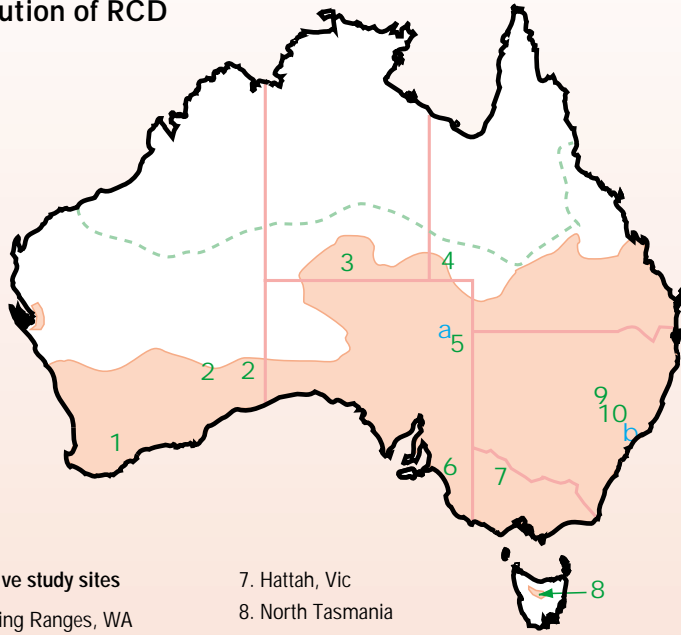 ution of RCD
3
4
a
5
2 2
9
10
b
1
6
7
8
ve study sites
ing Ranges, WA
7. Hattah, Vic
8. North Tasmania